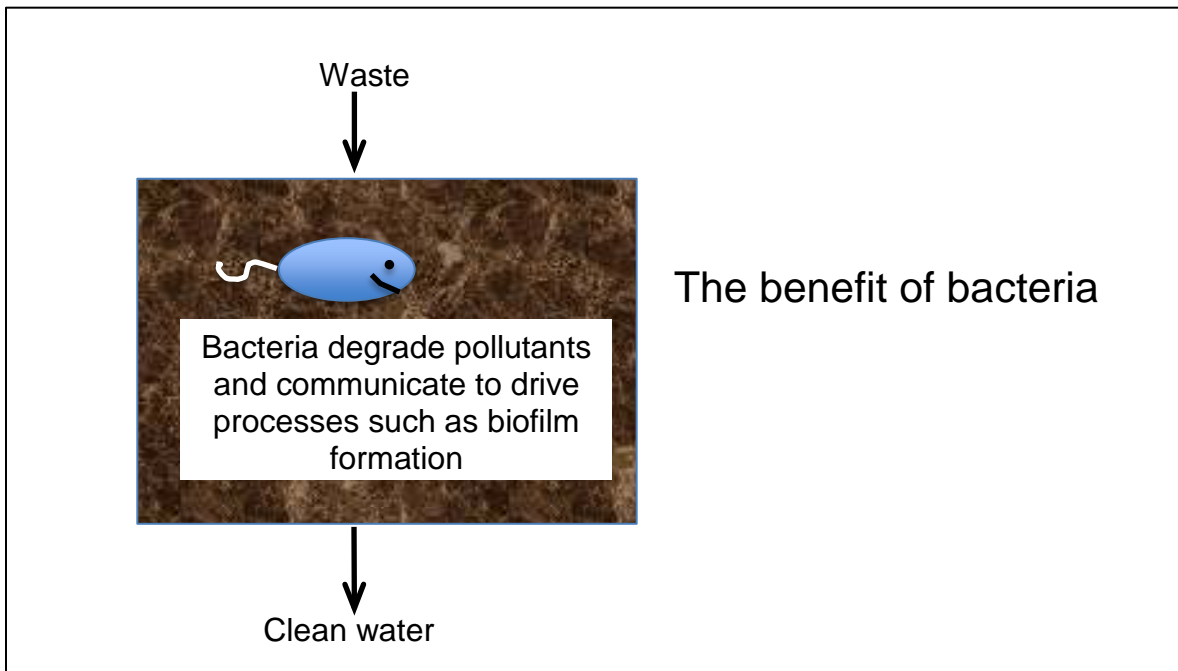 Waste
The benefit of bacteria
Bacteria degrade pollutants
and communicate to drive
processes such as biofilm
formation
Clean water